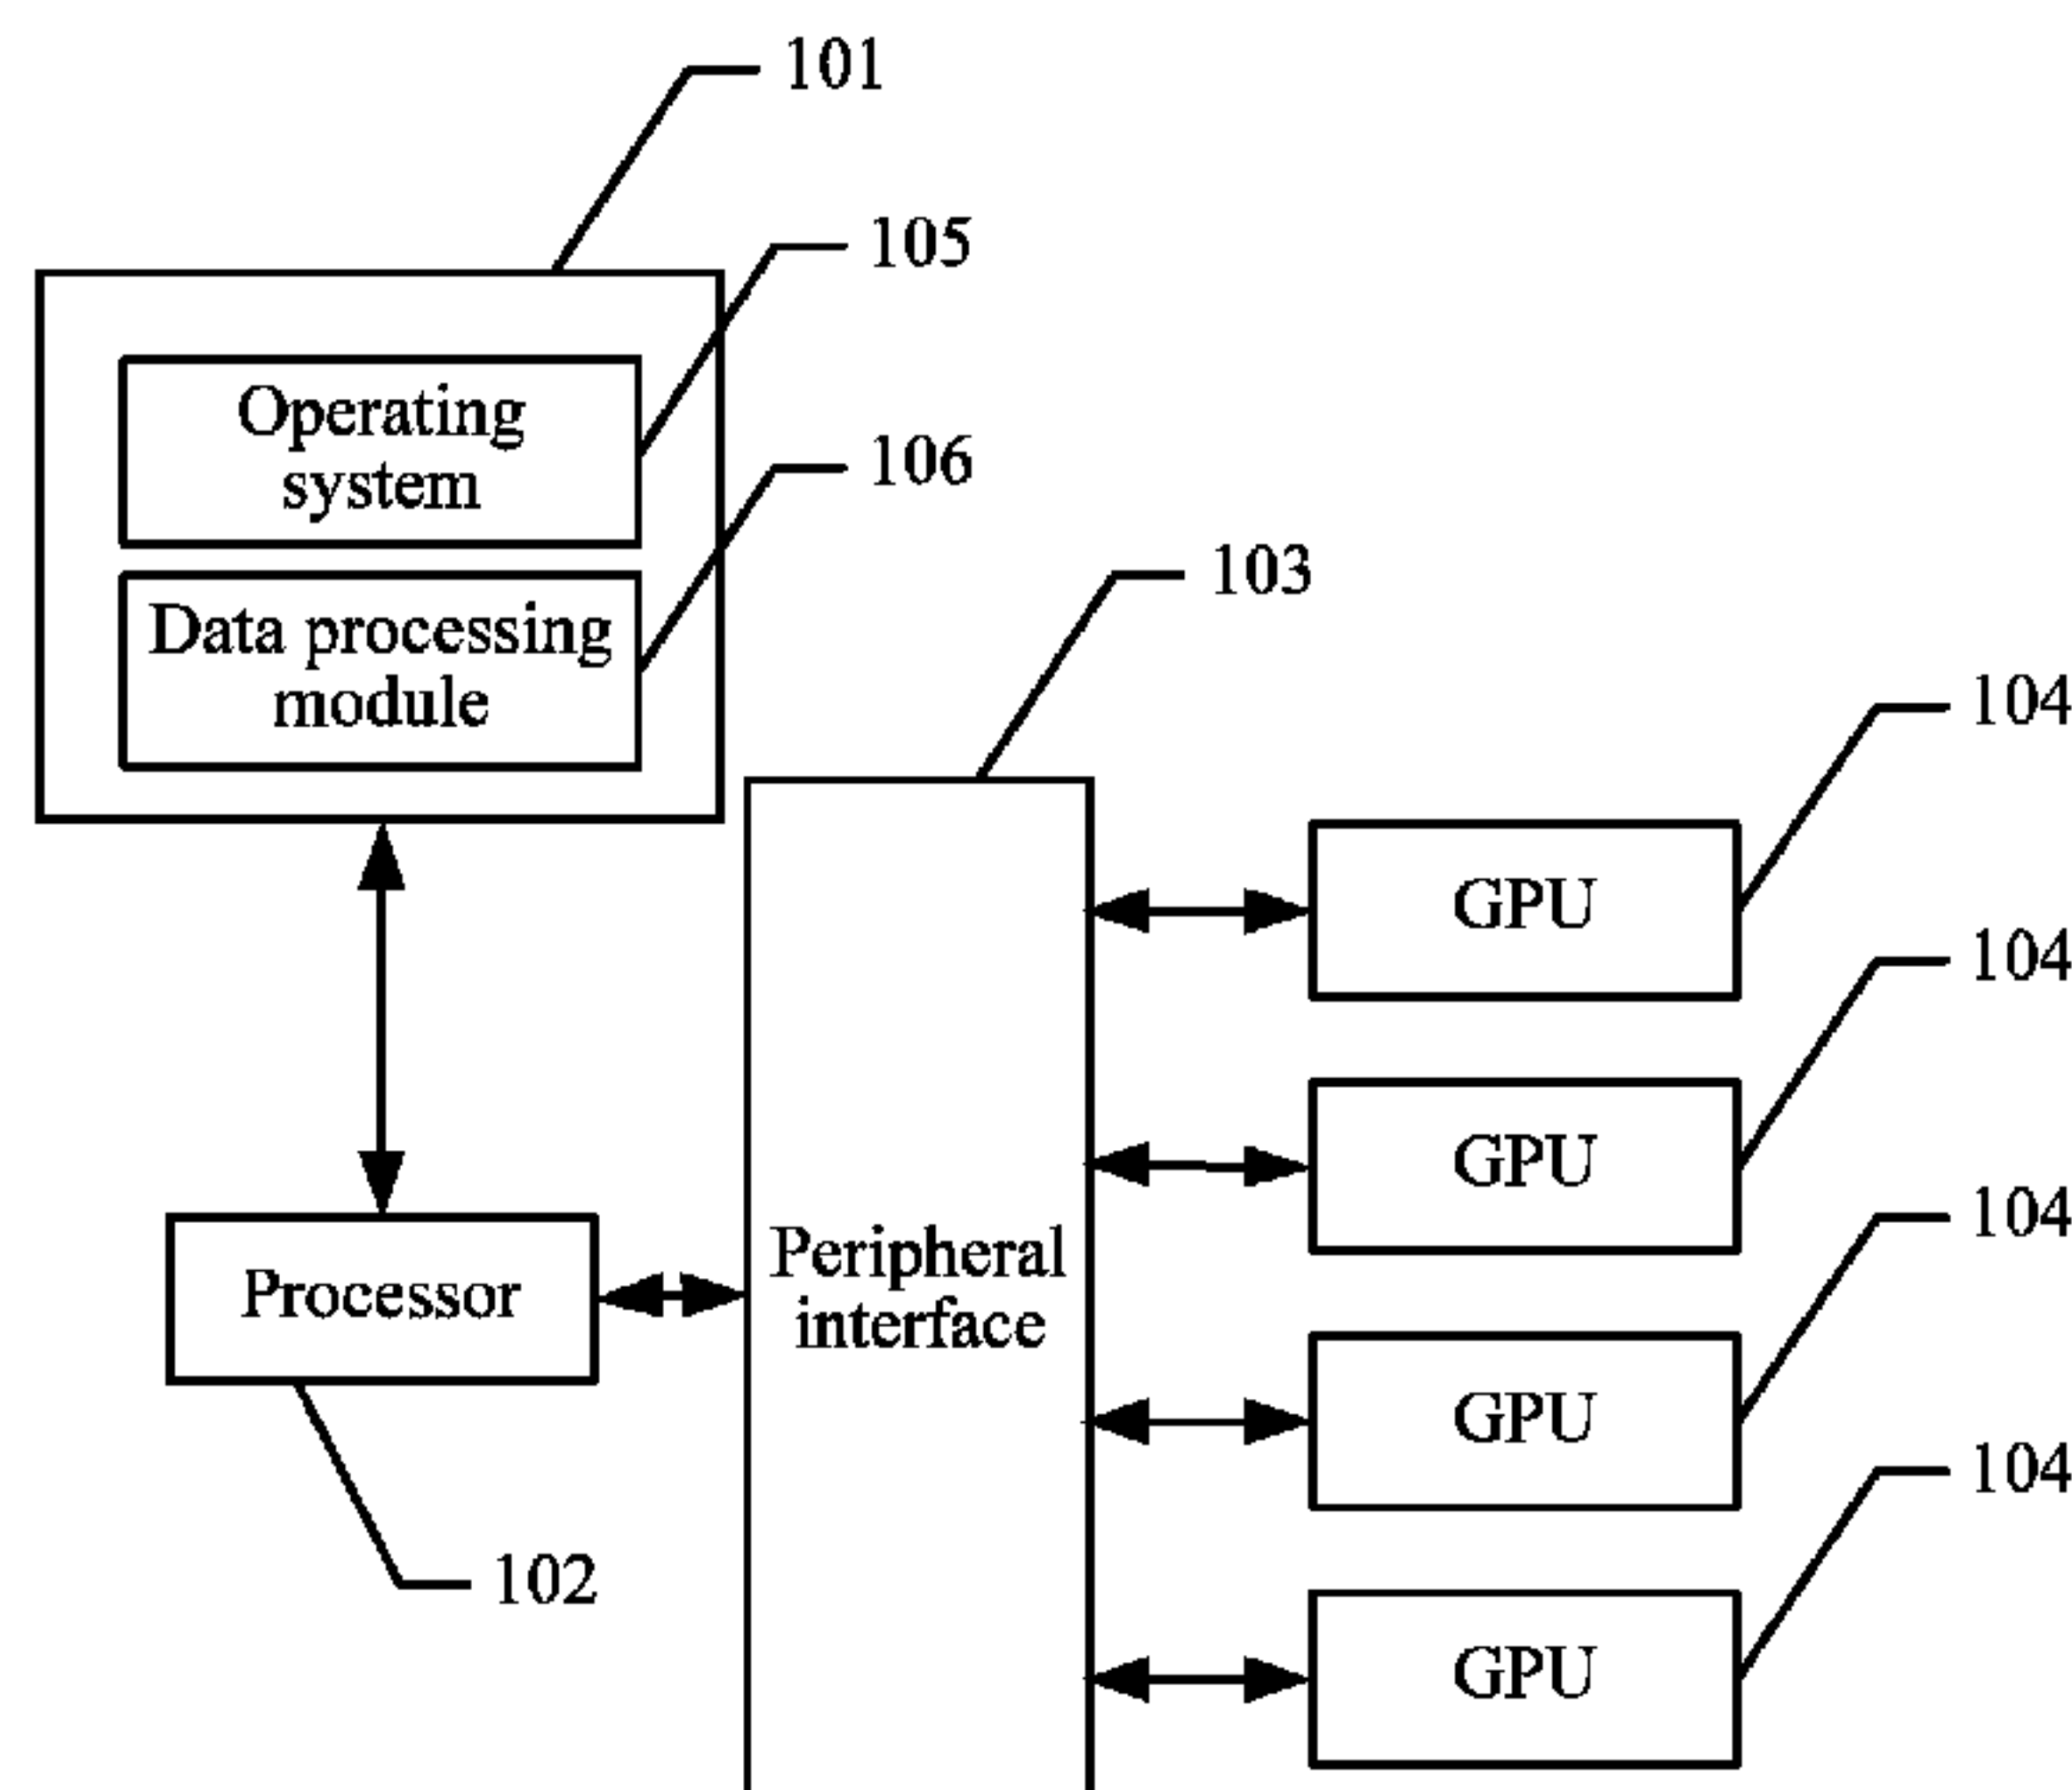 101
105
Operating
system
106
Data processing
module
103
104
GPU
104
GPU
104
Peripheral
interface
Processor
GPU
104
102
GPU